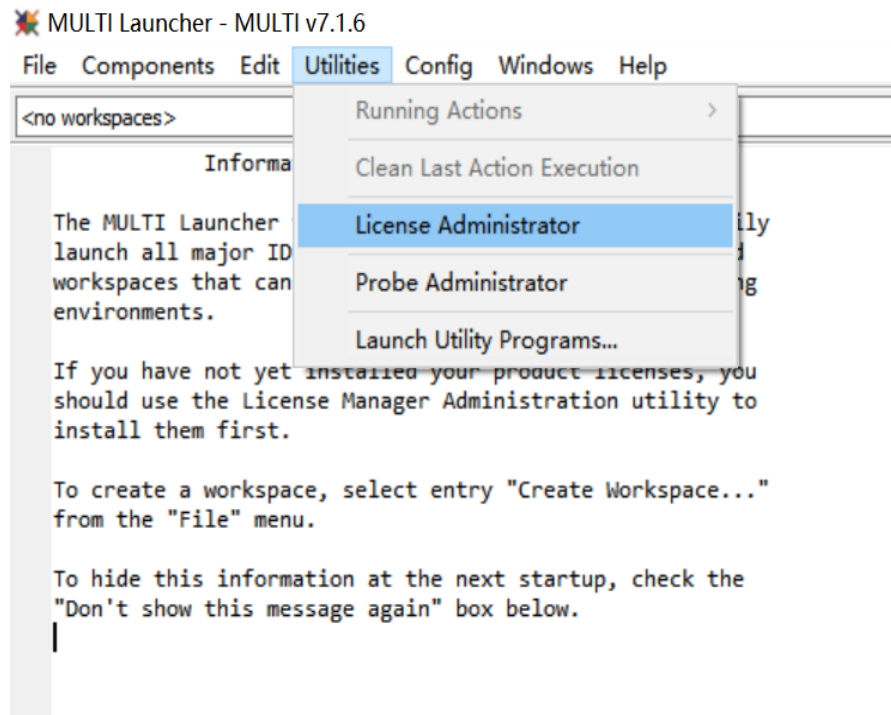 MULTI Launcher - MULTI v7.1.6
File Components Edit Utilities Config Windows Help
<no workspaces>
Running Actions
Clean Last Action Execution
License Administrator
Probe Administrator
Launch Utility Programs...
The MULTI Launcher
launch all major
workspaces that can
environments.
If you have not yet installed your product licenses, you
should use the License Manager Administration utility to
install them first.
To create a workspace, select entry "Create Workspace..."
from the "File" menu.
To hide this information at the next startup, check the
"Don't show this message again" box below.